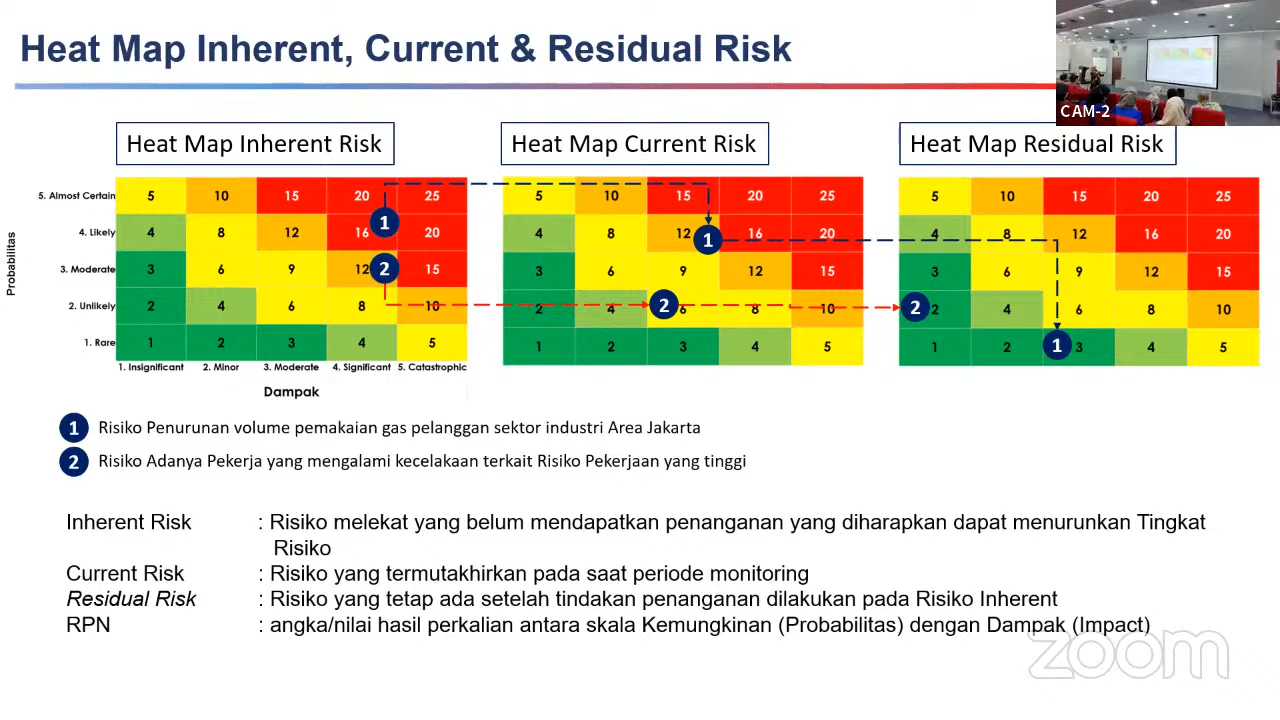 Heat Map Inherent, Current & Residual Risk
CAM-2
Heat Map Inherent Risk
Heat Map Current Risk
Heat Map Residual Risk
Probabilitas
5. Almost Certain 5 10 15 20 25
4. Likely 4 8 12 16 20
3. Moderate 3 6 9 12 15
2. Unlikely 2 4 6 8 10
1. Rare 1 2 3 4 5
1. Insignificant 2. Minor 3. Moderate 4. Significant 5. Catastrophic
Dampak
1
2
5 10 15 20 25
4 8 12 16 20
3 6 9 12 15
2 4 6 8 10
1 2 3 4 5
1
2
5 10 15 20 25
4 8 12 16 20
3 6 9 12 15
2 4 6 8 10
1 2 3 4 5
2
1
1 Risiko Penurunan volume pemakaian gas pelanggan sektor industri Area Jakarta
2 Risiko Adanya Pekerja yang mengalami kecelakaan terkait Risiko Pekerjaan yang tinggi
Inherent Risk : Risiko melekat yang belum mendapatkan penanganan yang diharapkan dapat menurunkan Tingkat
Risiko
Current Risk : Risiko yang termutakhirkan pada saat periode monitoring
Residual Risk : Risiko yang tetap ada setelah tindakan penanganan dilakukan pada Risiko Inherent
RPN : angka/nilai hasil perkalian antara skala Kemungkinan (Probabilitas) dengan Dampak (Impact)
zoom